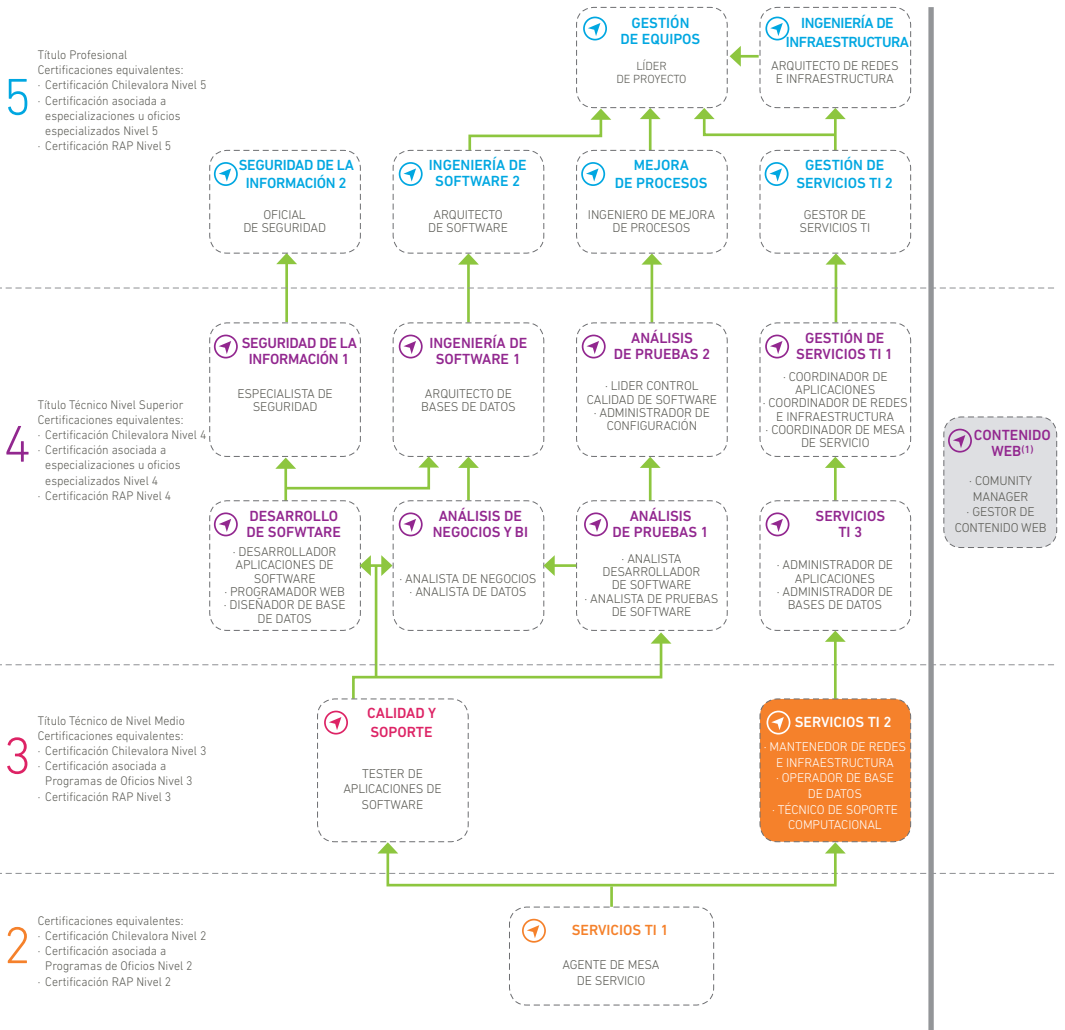 5
Título Profesional
Certificaciones equivalentes:
· Certificación Chilevalora Nivel 5
· Certificación asociada a
especializaciones u oficios
especializados Nivel 5
· Certificación RAP Nivel 5
GESTIÓN
DE EQUIPOS
LÍDER
DE PROYECTO
INGENIERÍA DE
INFRAESTRUCTURA
ARQUITECTO DE REDES
E INFRAESTRUCTURA
SEGURIDAD DE LA
INFORMACIÓN 2
OFICIAL
DE SEGURIDAD
INGENIERÍA DE
SOFTWARE 2
ARQUITECTO
DE SOFTWARE
MEJORA
DE PROCESOS
INGENIERO DE MEJORA
DE PROCESOS
GESTIÓN DE
SERVICIOS TI 2
GESTOR DE
SERVICIOS TI
4
Título Técnico Nivel Superior
Certificaciones equivalentes:
· Certificación Chilevalora Nivel 4
· Certificación asociada a
especializaciones u oficios
especializados Nivel 4
· Certificación RAP Nivel 4
SEGURIDAD DE LA
INFORMACIÓN 1
ESPECIALISTA DE
SEGURIDAD
INGENIERÍA DE
SOFTWARE 1
ARQUITECTO DE
BASES DE DATOS
ANÁLISIS
DE PRUEBAS 2
· LIDER CONTROL
CALIDAD DE SOFTWARE
· ADMINISTRADOR DE
CONFIGURACIÓN
GESTIÓN DE
SERVICIOS TI 1
· COORDINADOR DE
APLICACIONES
· COORDINADOR DE REDES
E INFRAESTRUCTURA
· COORDINADOR DE MESA
DE SERVICIO
CONTENIDO
WEB(1)
· COMUNITY
MANAGER
· GESTOR DE
CONTENIDO WEB
DESARROLLO
DE SOFWTARE
· DESARROLLADOR
APLICACIONES DE
SOFTWARE
· PROGRAMADOR WEB
· DISEÑADOR DE BASE
DE DATOS
ANÁLISIS DE
NEGOCIOS Y BI
· ANALISTA DE NEGOCIOS
· ANALISTA DE DATOS
ANÁLISIS
DE PRUEBAS 1
· ANALISTA
DESARROLLADOR
DE SOFTWARE
· ANALISTA DE PRUEBAS
DE SOFTWARE
SERVICIOS
TI 3
· ADMINISTRADOR DE
APLICACIONES
· ADMINISTRADOR DE
BASES DE DATOS
3
Título Técnico de Nivel Medio
Certificaciones equivalentes:
· Certificación Chilevalora Nivel 3
· Certificación asociada a
Programas de Oficios Nivel 3
· Certificación RAP Nivel 3
CALIDAD Y
SOPORTE
TESTER DE
APLICACIONES DE
SOFTWARE
SERVICIOS TI 2
· MANTENEDOR DE REDES
E INFRAESTRUCTURA
· OPERADOR DE BASE
DE DATOS
· TÉCNICO DE SOPORTE
COMPUTACIONAL
2
Certificaciones equivalentes:
· Certificación Chilevalora Nivel 2
· Certificación asociada a
Programas de Oficios Nivel 2
· Certificación RAP Nivel 2
SERVICIOS TI 1
AGENTE DE MESA
DE SERVICIO